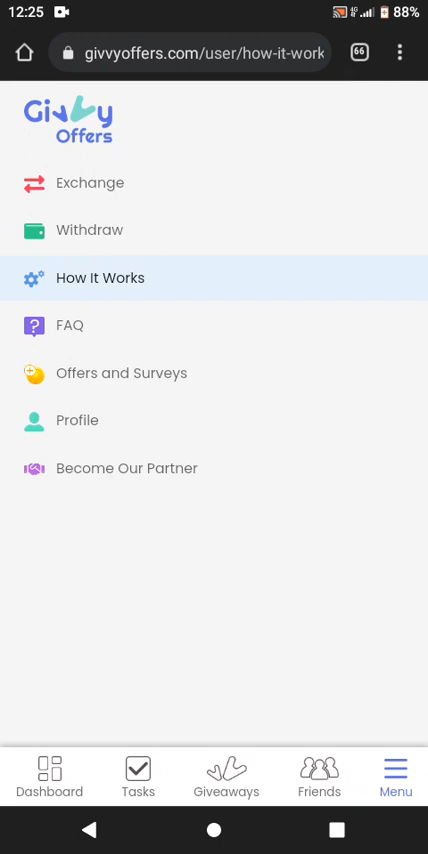 12:25
4G
88%
givvyoffers.com/user/how-it-work
66
Givvy
Offers
Exchange
Withdraw
How It Works
FAQ
Offers and Surveys
Profile
Become Our Partner
Dashboard
Tasks
Giveaways
Friends
Menu